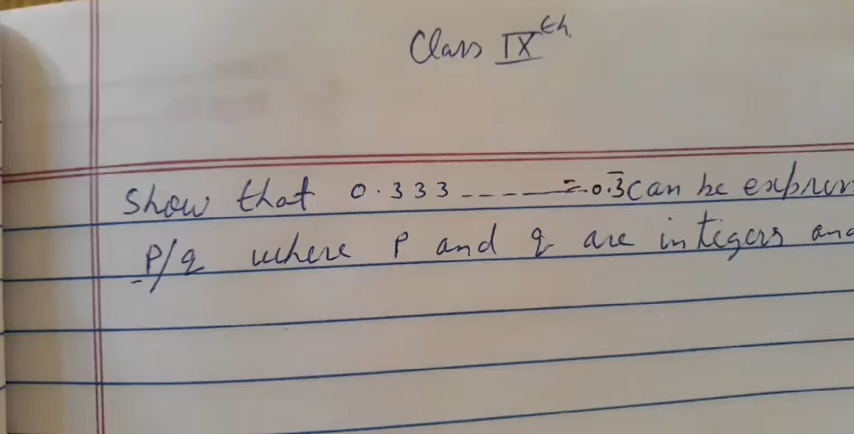 Class IXth
Show that 0.333-----=0.3̅ can be
P/q where p and q are integers and